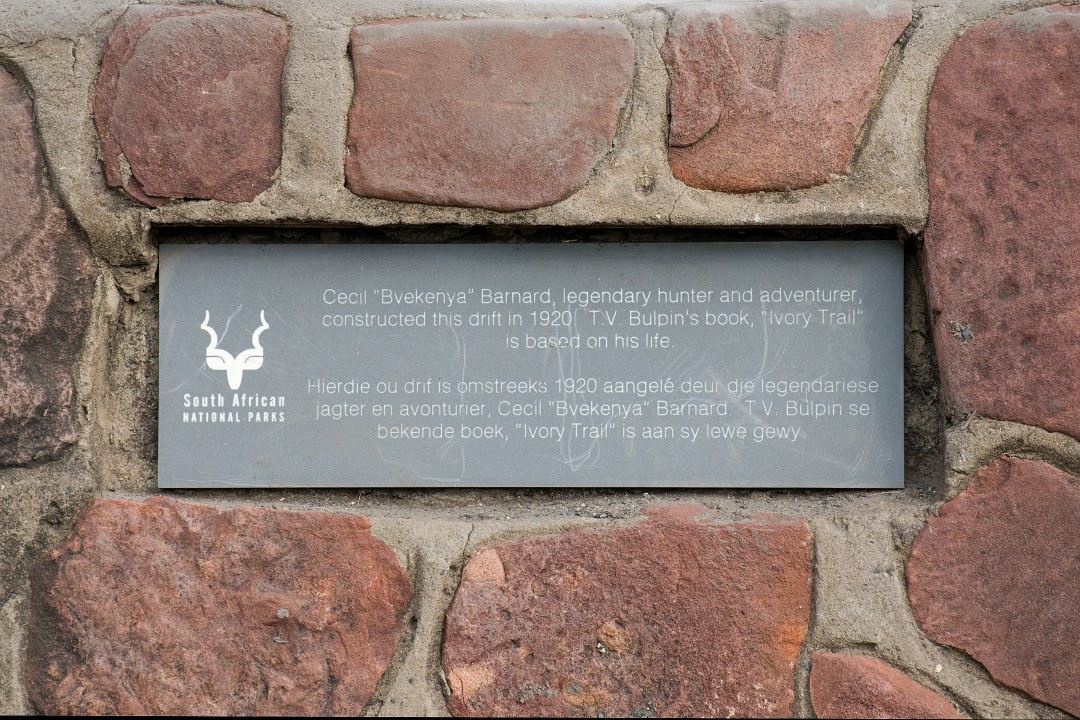 Cecil "Bvekenya" Barnard, legendary hunter and adventurer,
constructed this drift in 1920. T.V. Bulpin's book, "Ivory Trail"
is based on his life.
Hierdie ou drif is omstreeks 1920 aangelé deur die legendariese
jagter en avonturier, Cecil "Bvekenya" Barnard. T.V. Bulpin se
bekende boek, "Ivory Trail" is aan sy lewe gewy
South African
NATIONAL PARKS